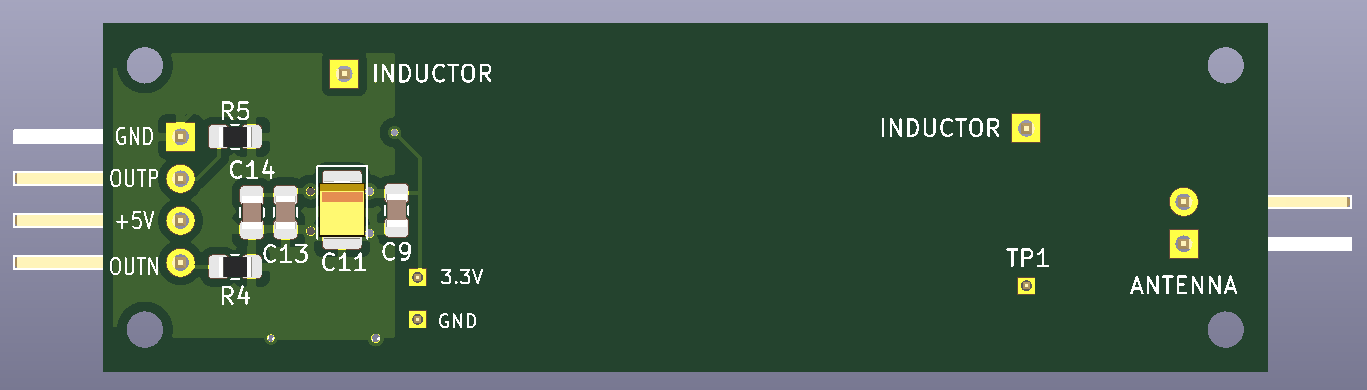 INDUCTOR
R5
GND
INDUCTOR
C14
OUTP
+5V
C13
C11
C9
OUTN
R4
3.3V
GND
TP1
ANTENNA